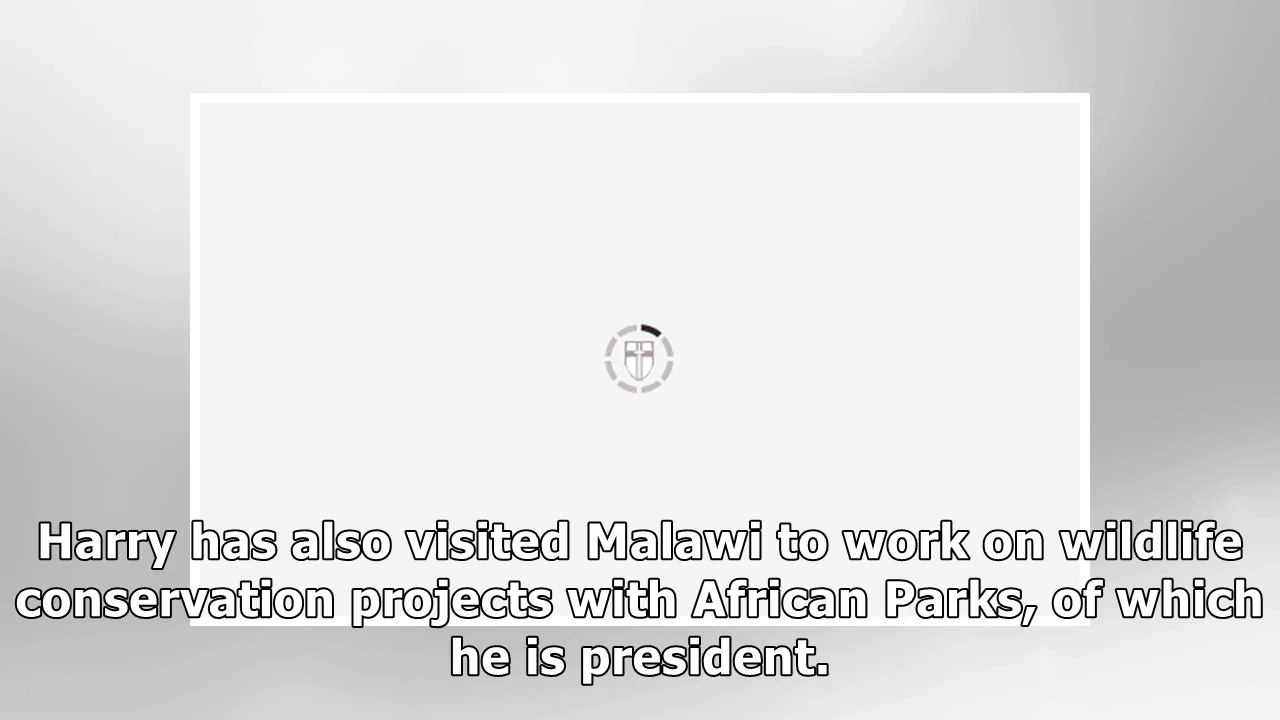 Harry has also visited Malawi to work on wildlife
conservation projects with African Parks, of which
he is president.